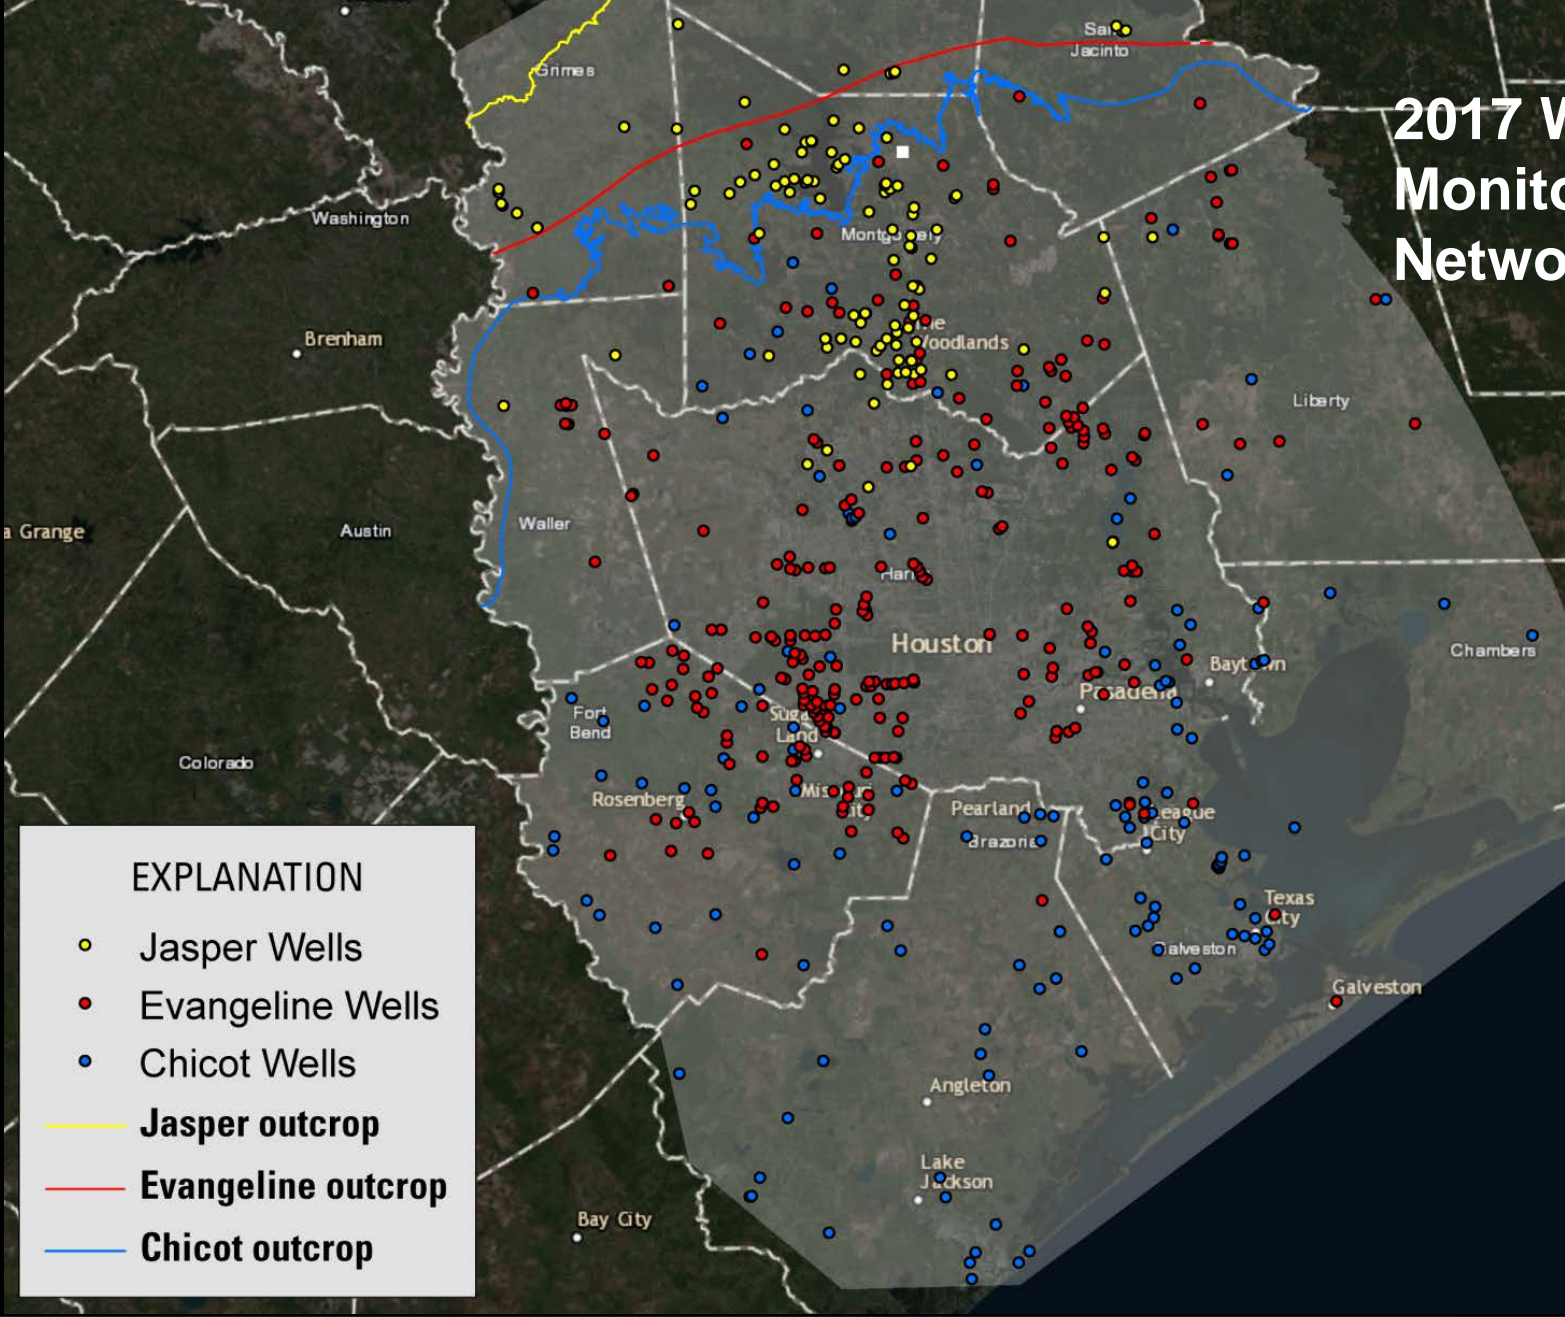 2017 W
Monito
Netwo
San
Jacinto
Grimes
Washington
Montgomery
Brenham
The
Woodlands
Liberty
a Grange
Austin
Waller
Harris
Houston
Chambers
Baytown
Pasadena
Fort
Bend
Sugar
Land
Colorado
Rosenberg
Missouri
City
Pearland
League
City
Brazoria
Texas
City
Galveston
Galveston
Angleton
Lake
Jackson
Bay City
EXPLANATION
Jasper Wells
Evangeline Wells
Chicot Wells
Jasper outcrop
Evangeline outcrop
Chicot outcrop